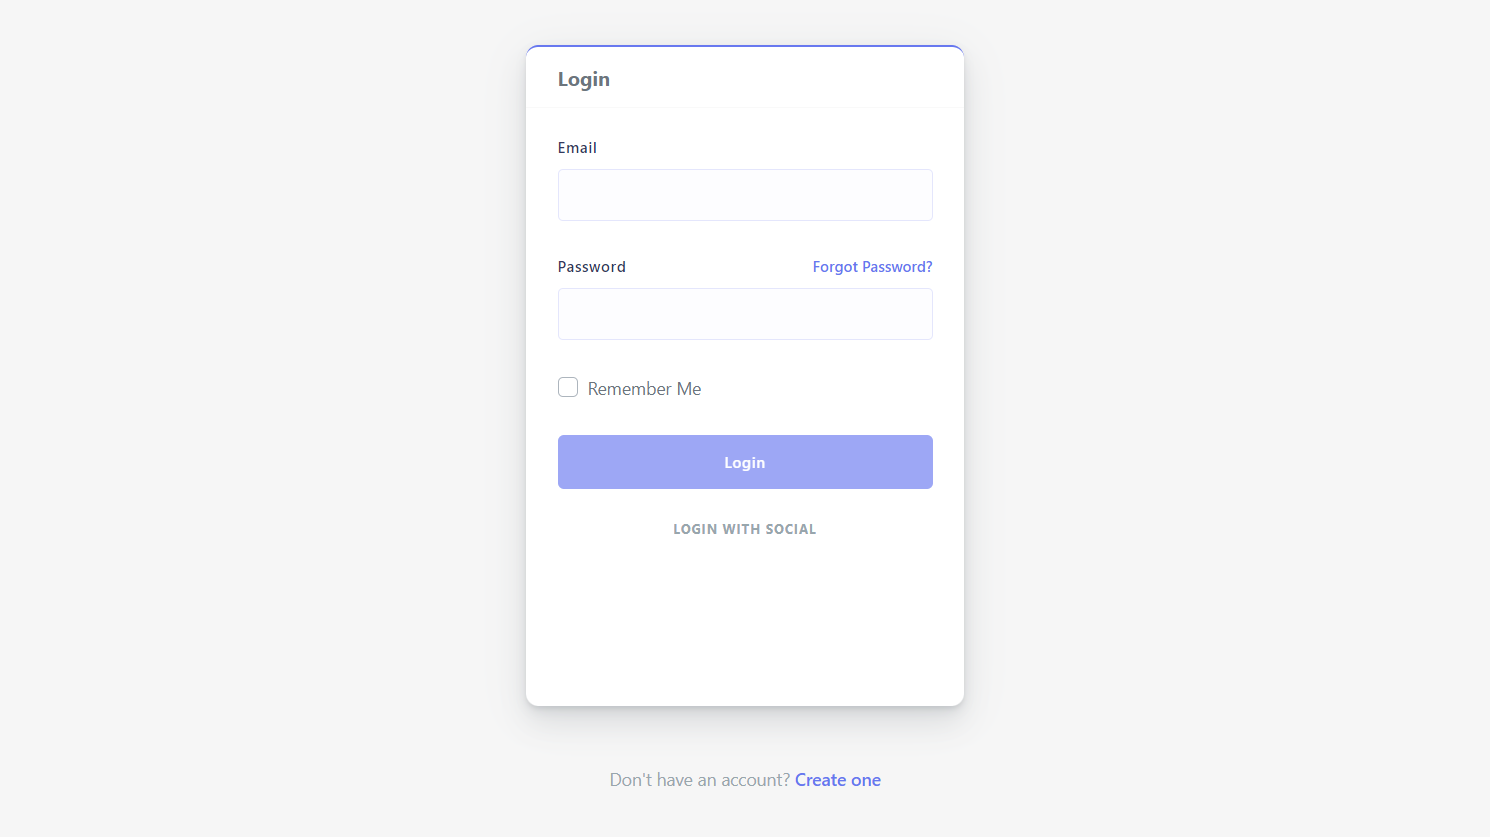 Login
Email
Password
Forgot Password?
Remember Me
Login
LOGIN WITH SOCIAL
Don't have an account? Create one